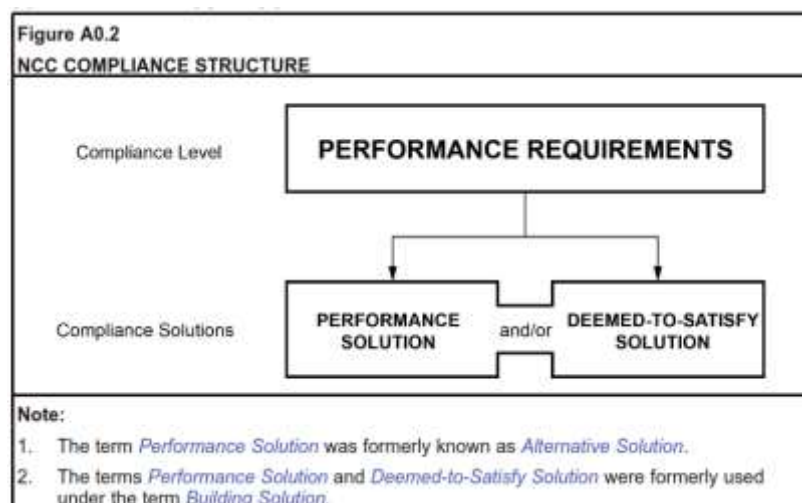 Figure A0.2
NCC COMPLIANCE STRUCTURE
Compliance Level
PERFORMANCE REQUIREMENTS
Compliance Solutions
PERFORMANCE
SOLUTION
and/or
DEEMED-TO-SATISFY
SOLUTION
Note:
1. The term Performance Solution was formerly known as Alternative Solution.
2. The terms Performance Solution and Deemed-to-Satisfy Solution were formerly used
under the term Building Solution.